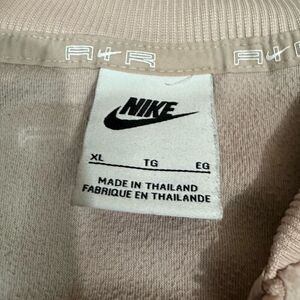 AIR AIR
NIKE
XL TG EG
MADE IN THAILAND
FABRIQUE EN THAILANDE